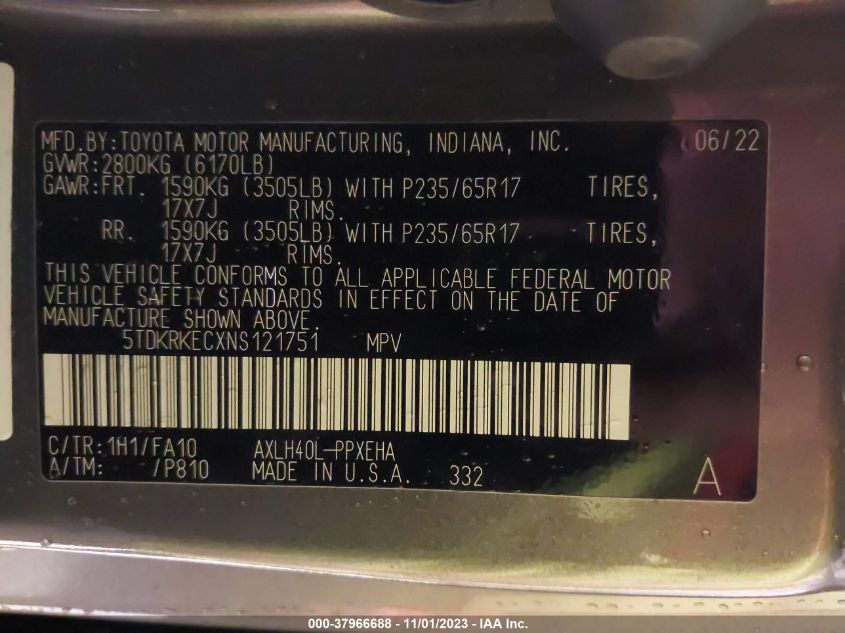 MFD.BY:TOYOTA MOTOR MANUFACTURING, INDIANA, INC. 06/22
GVWR:2800KG (6170LB)
GAWR:FRT. 1590KG (3505LB) WITH P235/65R17 TIRES,
17X7J RIMS.
RR. 1590KG (3505LB) WITH P235/65R17 TIRES,
17X7J RIMS.
THIS VEHICLE CONFORMS TO ALL APPLICABLE FEDERAL MOTOR
VEHICLE SAFETY STANDARDS IN EFFECT ON THE DATE OF
MANUFACTURE SHOWN ABOVE.
5TDKRKECXNS121751 MPV
C/TR:1H1/FA10 AXLH40L-PPXEHA
A/TM: /P810 MADE IN U.S.A. 332 A
000-37966688 - 11/01/2023 - IAA Inc.